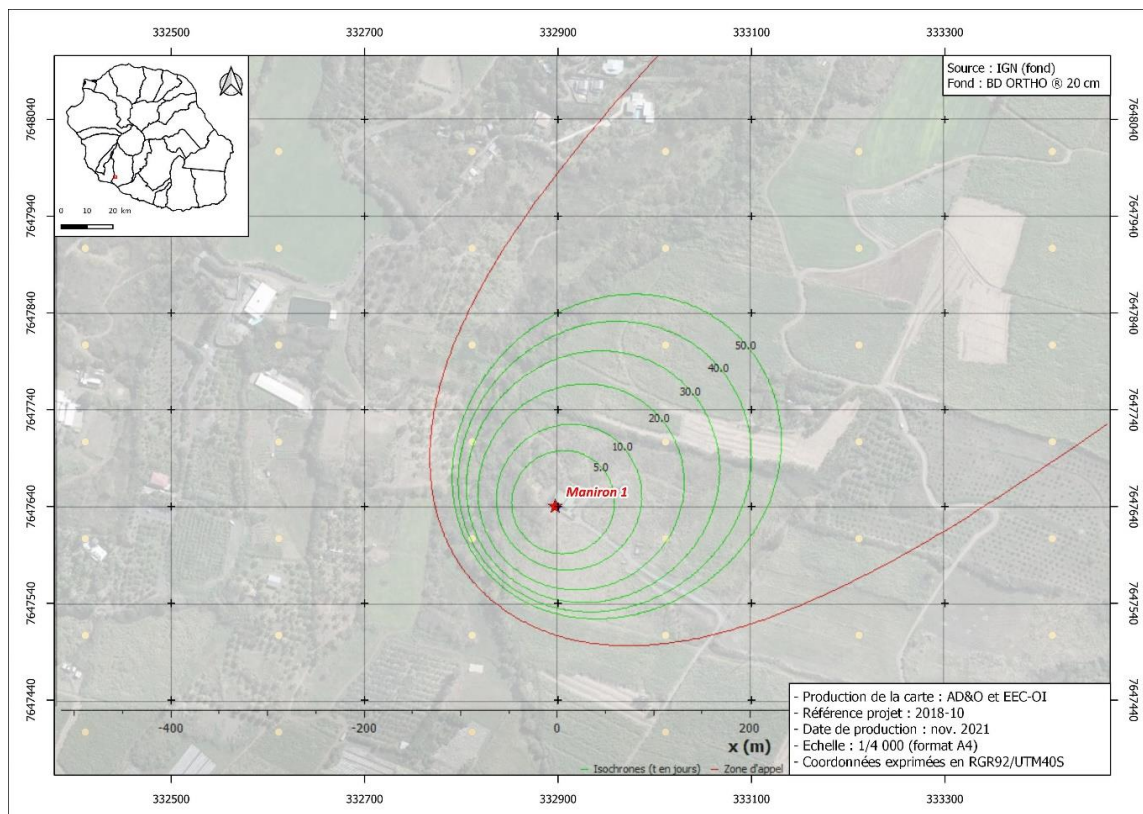 332500 332700 332900 333100 333300
Source : IGN (fond)
Fond : BD ORTHO ® 20 cm
0 10 20 km
7648040 7648040
7647940 7647940
7647840 7647840
50.0
40.0
30.0
7647740 7647740
20.0
10.0
5.0
Maniron 1
7647640 7647640
7647540 7647540
7647440 7647440
- Production de la carte : AD&O et EEC-OI
- Référence projet : 2018-10
- Date de production : nov. 2021
- Echelle : 1/4 000 (format A4)
- Coordonnées exprimées en RGR92/UTM40S
-400 -200 0 200
x (m)
Isochrones (t en jours) Zone d'appel
332500 332700 332900 333100 333300